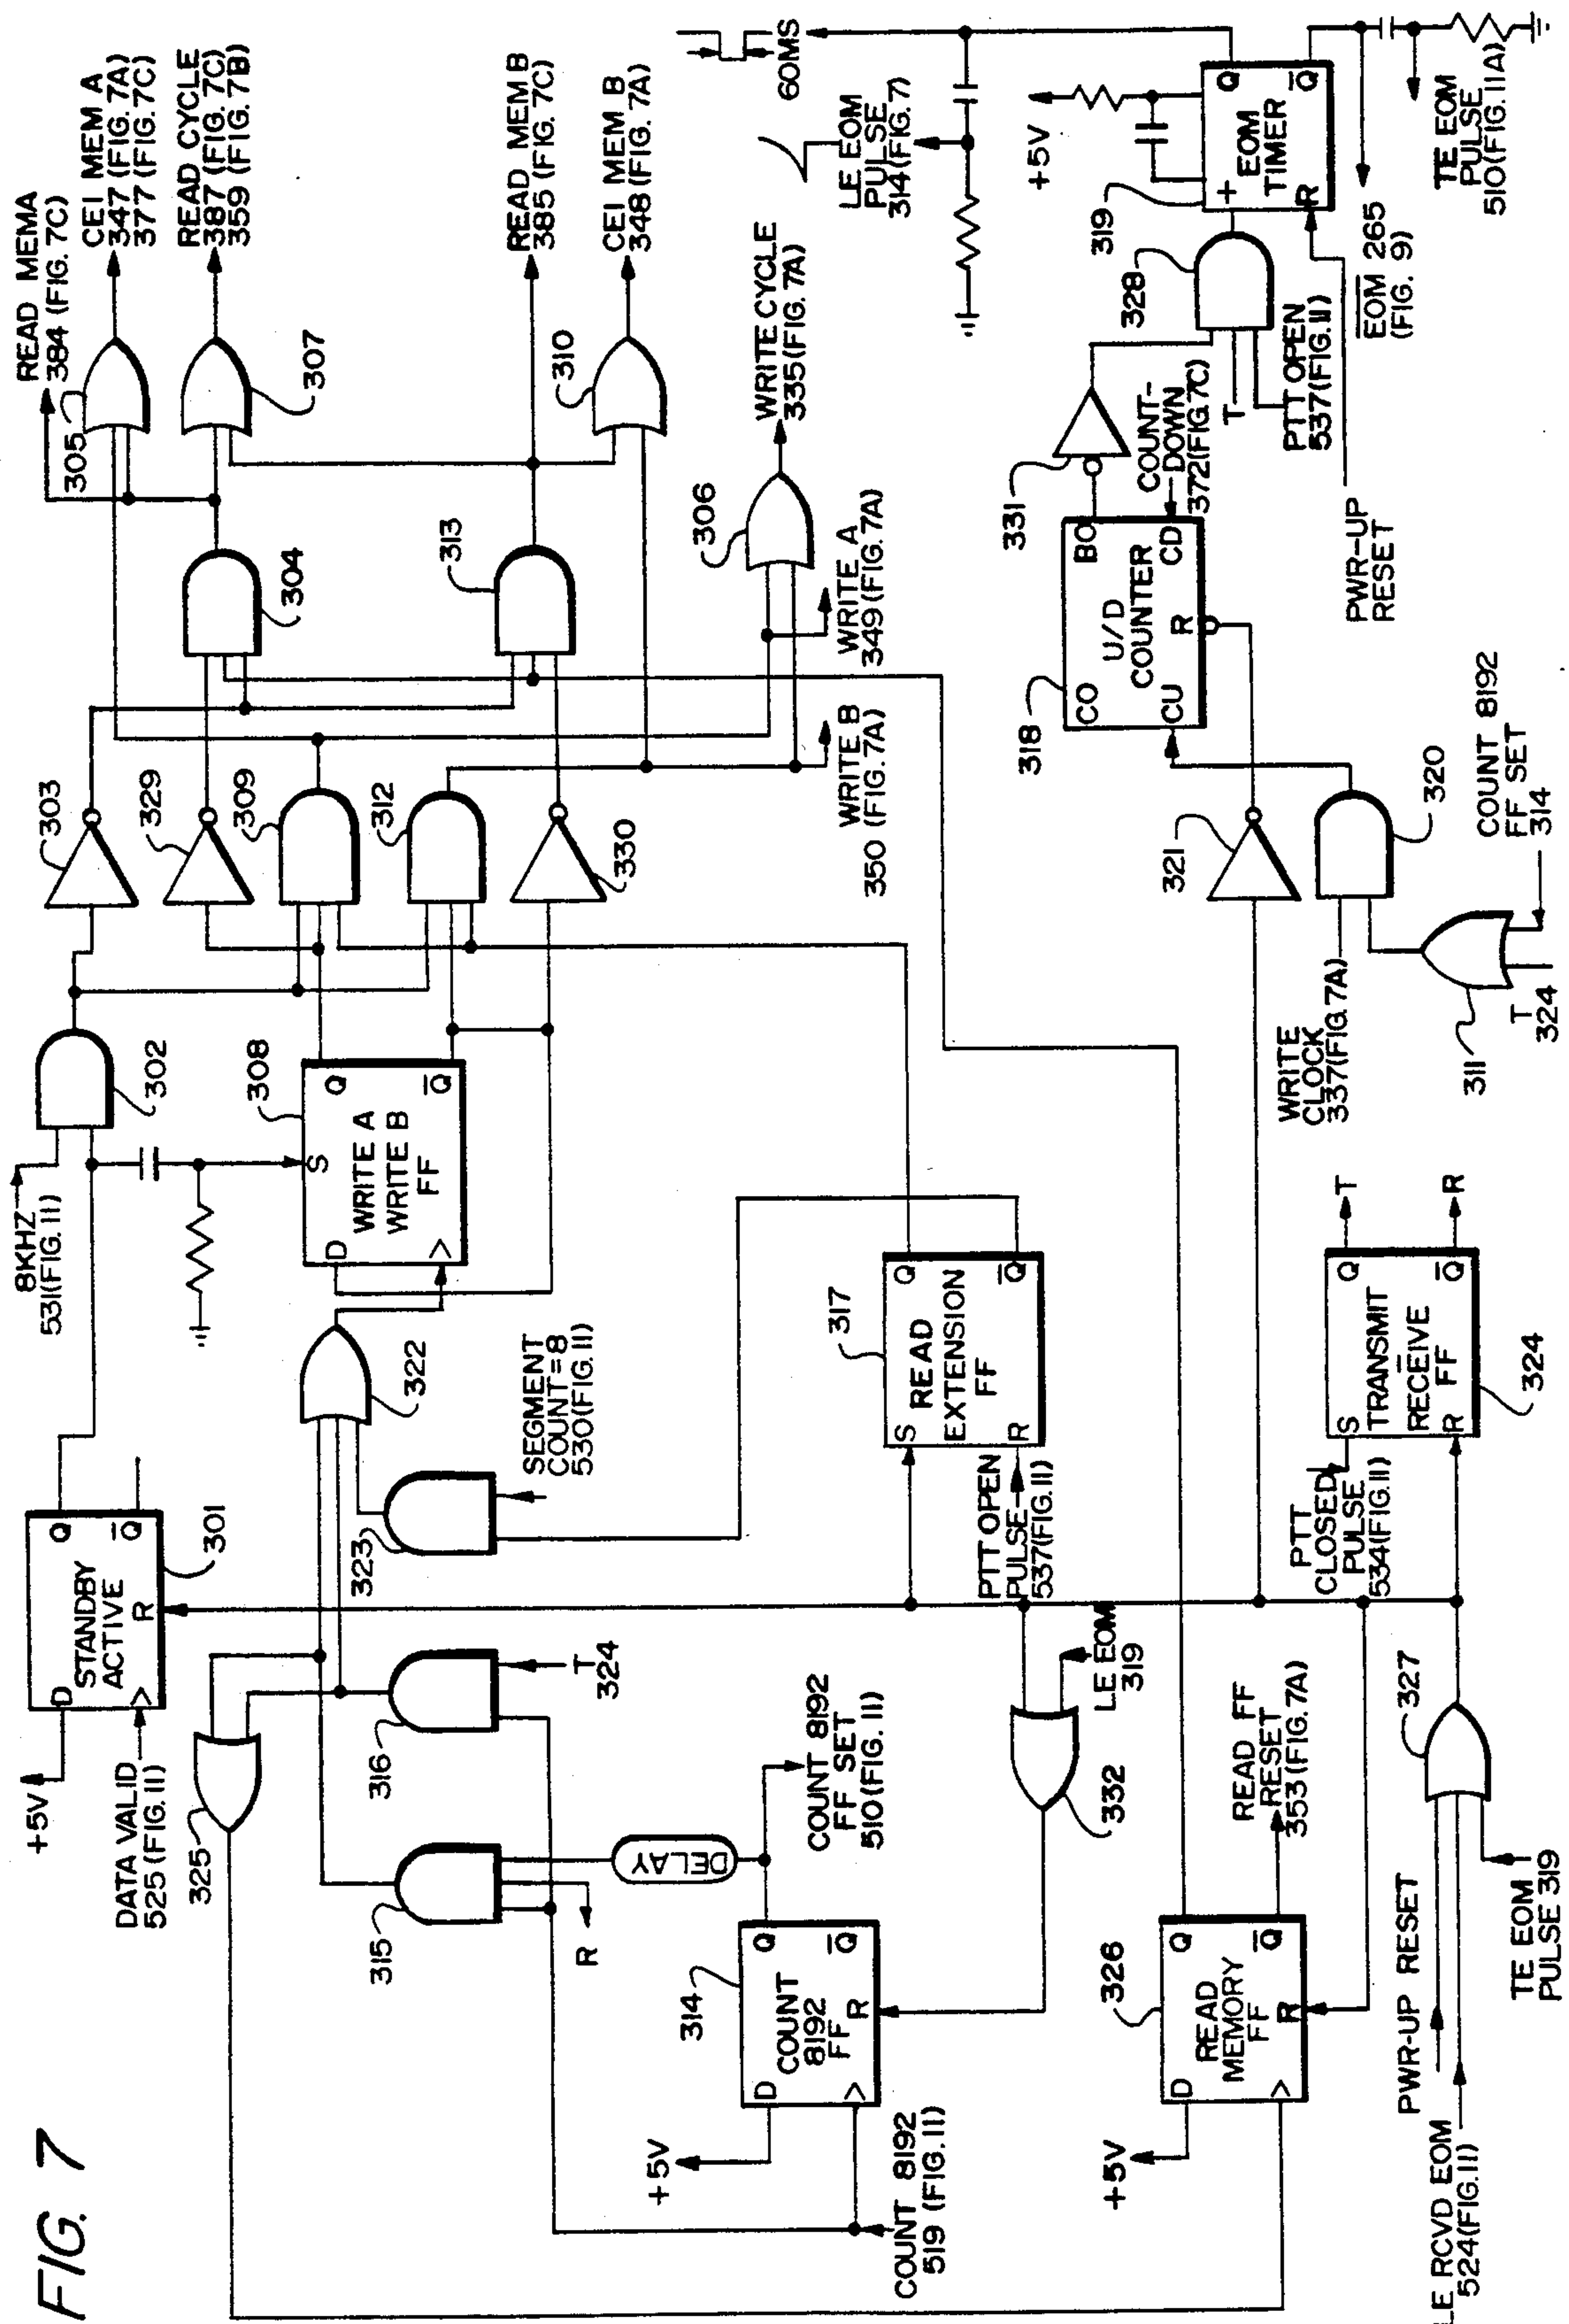 FIG. 7
READ MEMA
384 (FIG. 7C)
CEI MEM A
347 (FIG. 7A)
377 (FIG. 7C)
READ CYCLE
387 (FIG. 7C)
359 (FIG. 7B)
305
307
READ MEM B
385 (FIG. 7C)
CEI MEM B
348 (FIG. 7A)
310
WRITE CYCLE
335 (FIG. 7A)
306
WRITE A
349 (FIG. 7A)
WRITE B
350 (FIG. 7A)
304
313
303
329
309
312
330
8KHZ
531 (FIG. 11)
302
308
S
D
Q
Q̅
WRITE A
WRITE B
FF
322
SEGMENT
COUNT=8
530 (FIG. 11)
323
+5V
D
Q
Q̅
R
STANDBY
ACTIVE
301
DATA VALID
525 (FIG. 11)
325
316
T
324
315
R
DELAY
COUNT 8192
FF SET
510 (FIG. 11)
314
D
Q
Q̅
R
COUNT
8192
FF
+5V
COUNT 8192
519 (FIG. 11)
332
LE EOM
319
317
S
R
Q
Q̅
READ
EXTENSION
FF
PTT OPEN
PULSE
537 (FIG. 11)
326
D
Q
Q̅
R
READ
MEMORY
FF
+5V
READ FF
RESET
353 (FIG. 7A)
327
PWR-UP RESET
LE RCVD EOM
524 (FIG. 11)
TE EOM
PULSE 319
PTT
CLOSED
PULSE
534 (FIG. 11)
S
R
Q
Q̅
TRANSMIT
RECEIVE
FF
324
T
R
321
WRITE
CLOCK
337 (FIG. 7A)
320
311
T
324
COUNT 8192
FF SET
314
318
CO
BO
CU
CD
R
U/D
COUNTER
331
COUNT-
DOWN
372 (FIG. 7C)
328
T
PTT OPEN
537 (FIG. 11)
PWR-UP
RESET
319
+
R
Q
Q̅
EOM
TIMER
+5V
LE EOM
PULSE
314 (FIG. 7)
60MS
E̅O̅M̅ 265
(FIG. 9)
TE EOM
PULSE
510 (FIG. 11A)